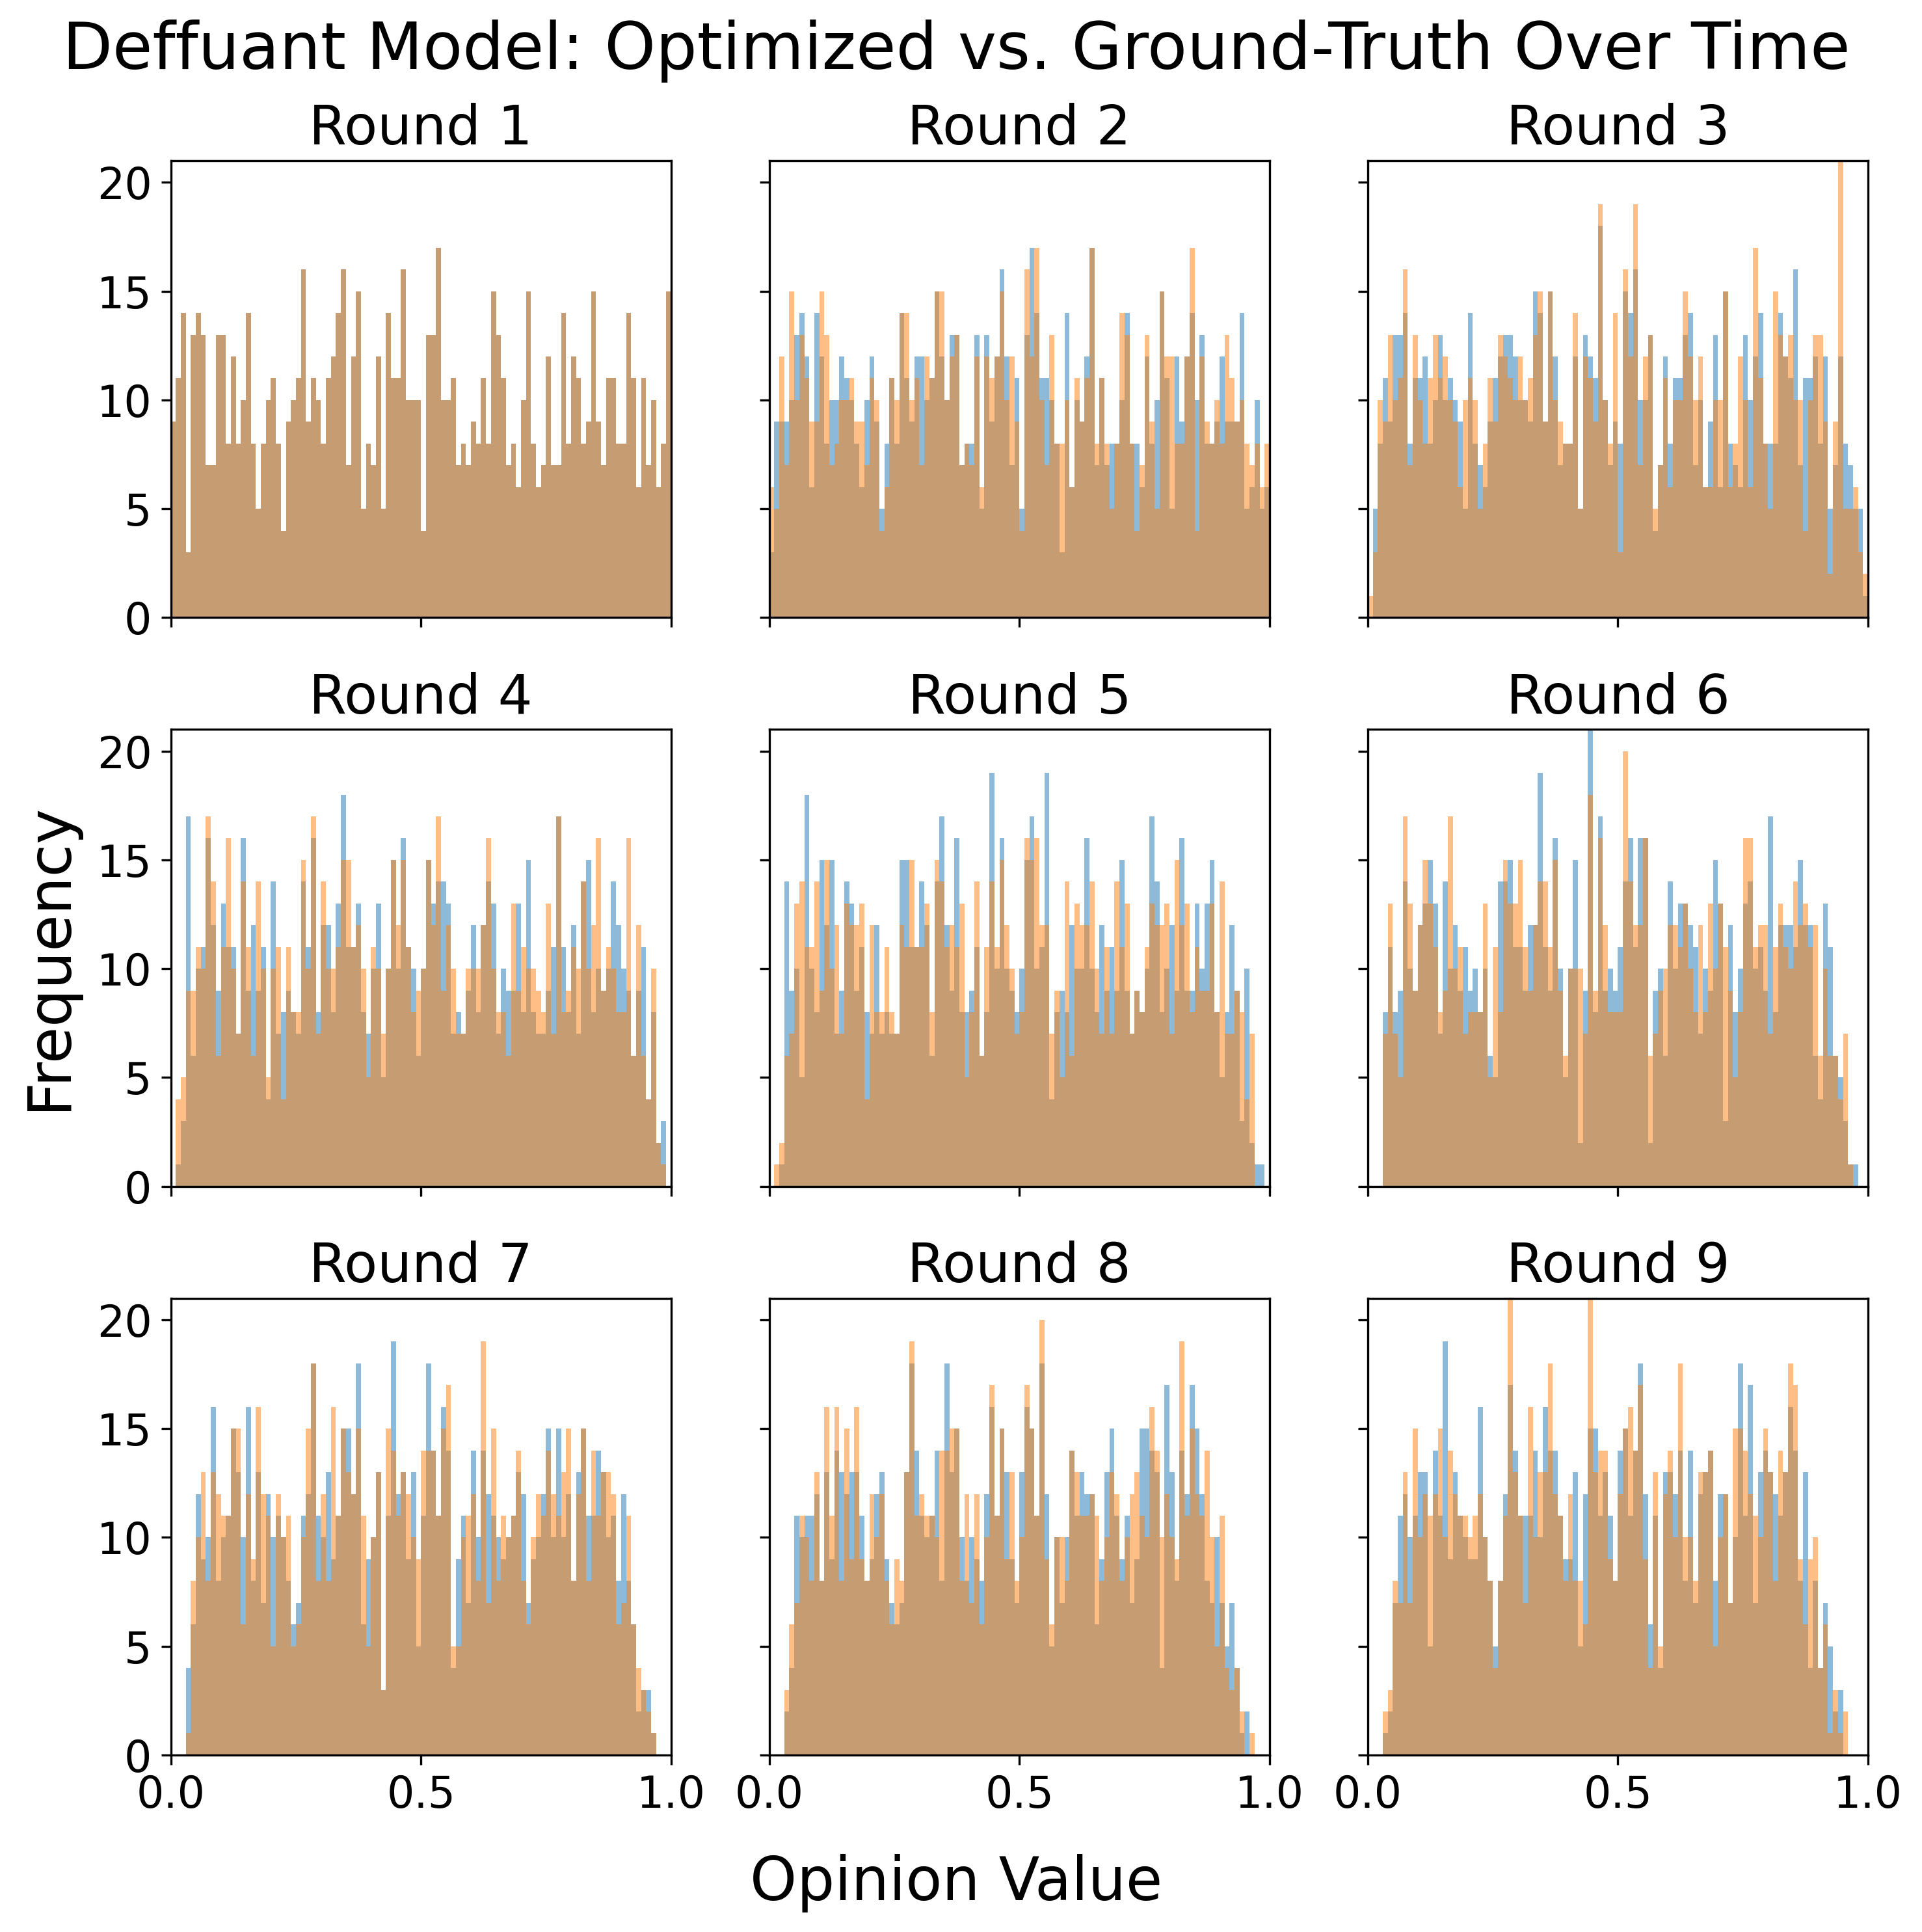 Deffuant Model: Optimized vs. Ground-Truth Over Time
Round 1
Round 2
Round 3
20
15
10
5
0
Round 4
Round 5
Round 6
20
15
10
5
0
Frequency
Round 7
Round 8
Round 9
20
15
10
5
0
0.0 0.5 1.0 0.0 0.5 1.0 0.0 0.5 1.0
Opinion Value